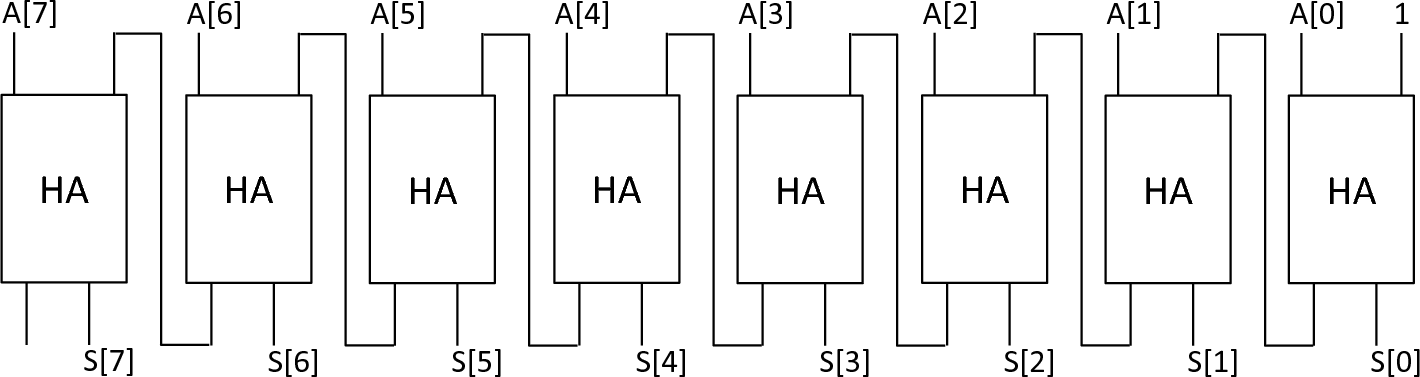 A[7] A[6] A[5] A[4] A[3] A[2] A[1] A[0] 1
HA HA HA HA HA HA HA HA
S[7] S[6] S[5] S[4] S[3] S[2] S[1] S[0]